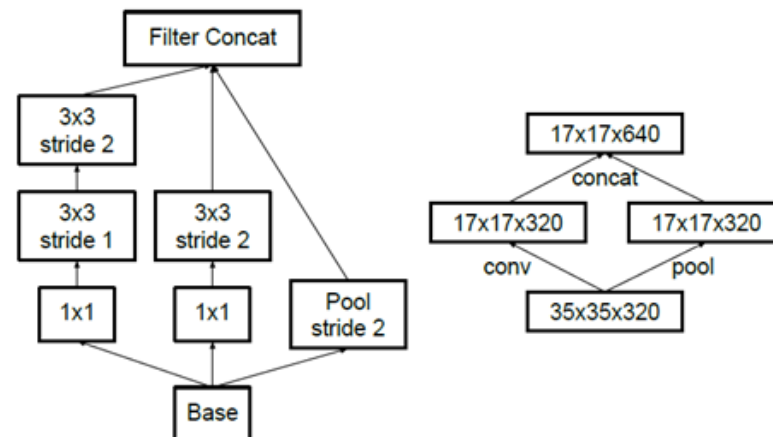 Filter Concat
3x3
stride 2
3x3
stride 1
3x3
stride 2
1x1
1x1
Pool
stride 2
Base
17x17x640
concat
17x17x320
17x17x320
conv
pool
35x35x320